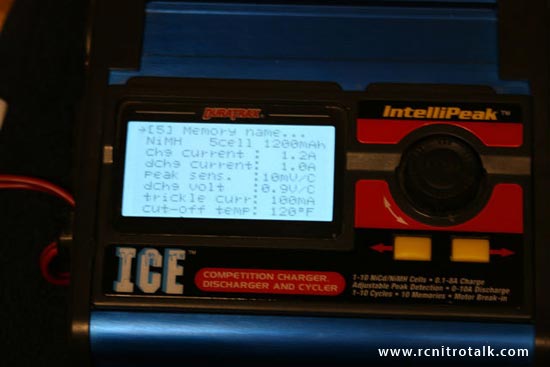 DURATRAX
IntelliPeak™
→[5] Memory name...
NiMH 5cell 1200mAh
chg current : 1.2A
dchg current: 1.0A
peak sens. :10mV/C
dchg volt :0.9V/C
trickle curr: 100mA
cut-off temp: 120°F
ICE™
COMPETITION CHARGER
DISCHARGER AND CYCLER
1-10 NiCd/NiMH Cells • 0.1-8A Charge
Adjustable Peak Detection • 0-10A Discharge
1-10 Cycles • 10 Memories • Motor Break-in
www.rcnitrotalk.com